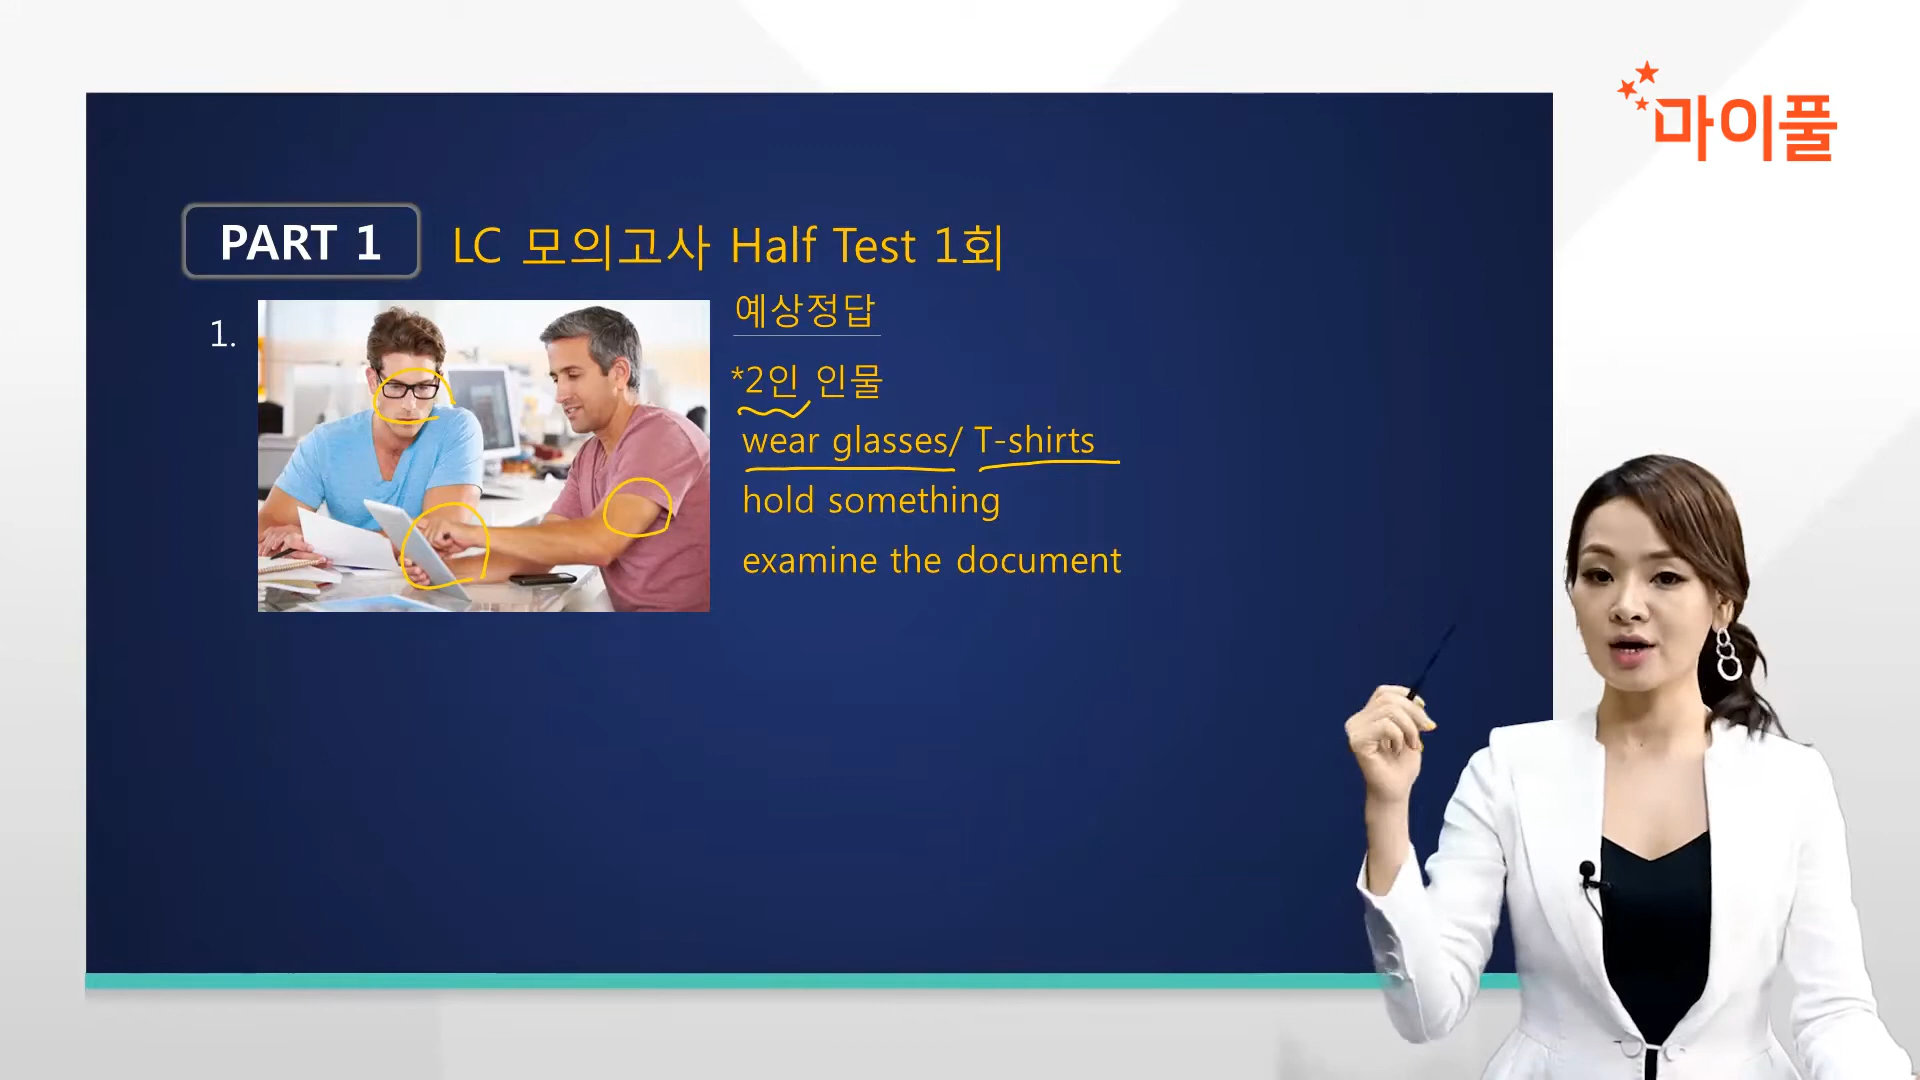 마이풀
PART 1
LC 모의고사 Half Test 1회
1.
예상정답
*2인 인물
wear glasses/ T-shirts
hold something
examine the document